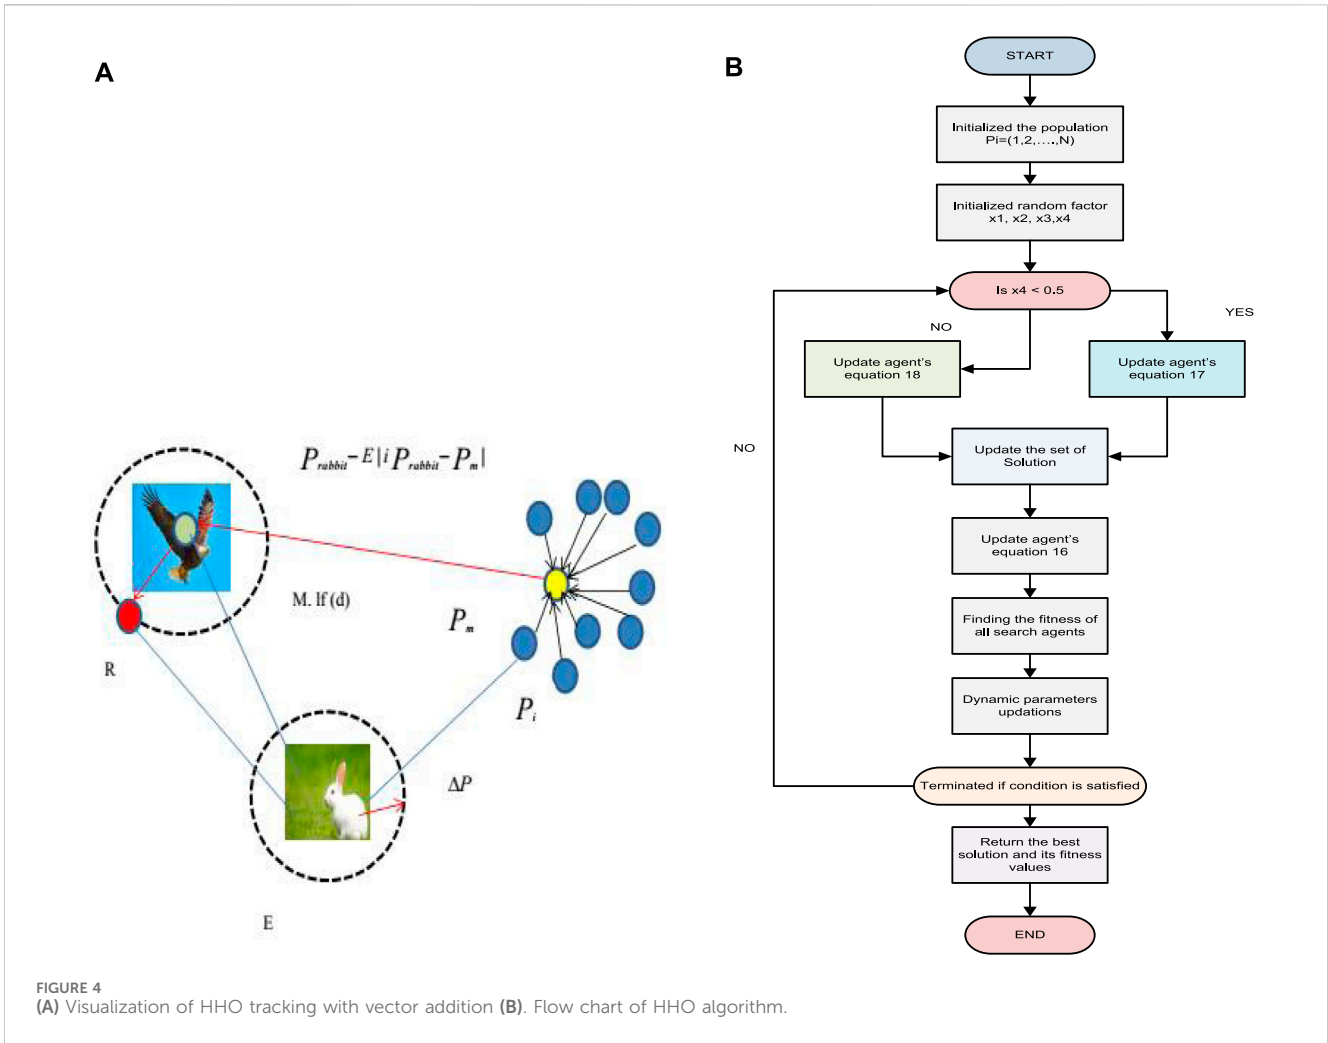 A
P rabbit - E | i P rabbit - P m |
M. lf (d)
P m
R
P i
ΔP
E
B
START
Initialized the population
Pi=(1,2,....,N)
Initialized random factor
x1, x2, x3,x4
Is x4 < 0.5
NO
YES
Update agent's
equation 18
Update agent's
equation 17
NO
Update the set of
Solution
Update agent's
equation 16
Finding the fitness of
all search agents
Dynamic parameters
updations
Terminated if condition is satisfied
Return the best
solution and its fitness
values
END
FIGURE 4
(A) Visualization of HHO tracking with vector addition (B). Flow chart of HHO algorithm.